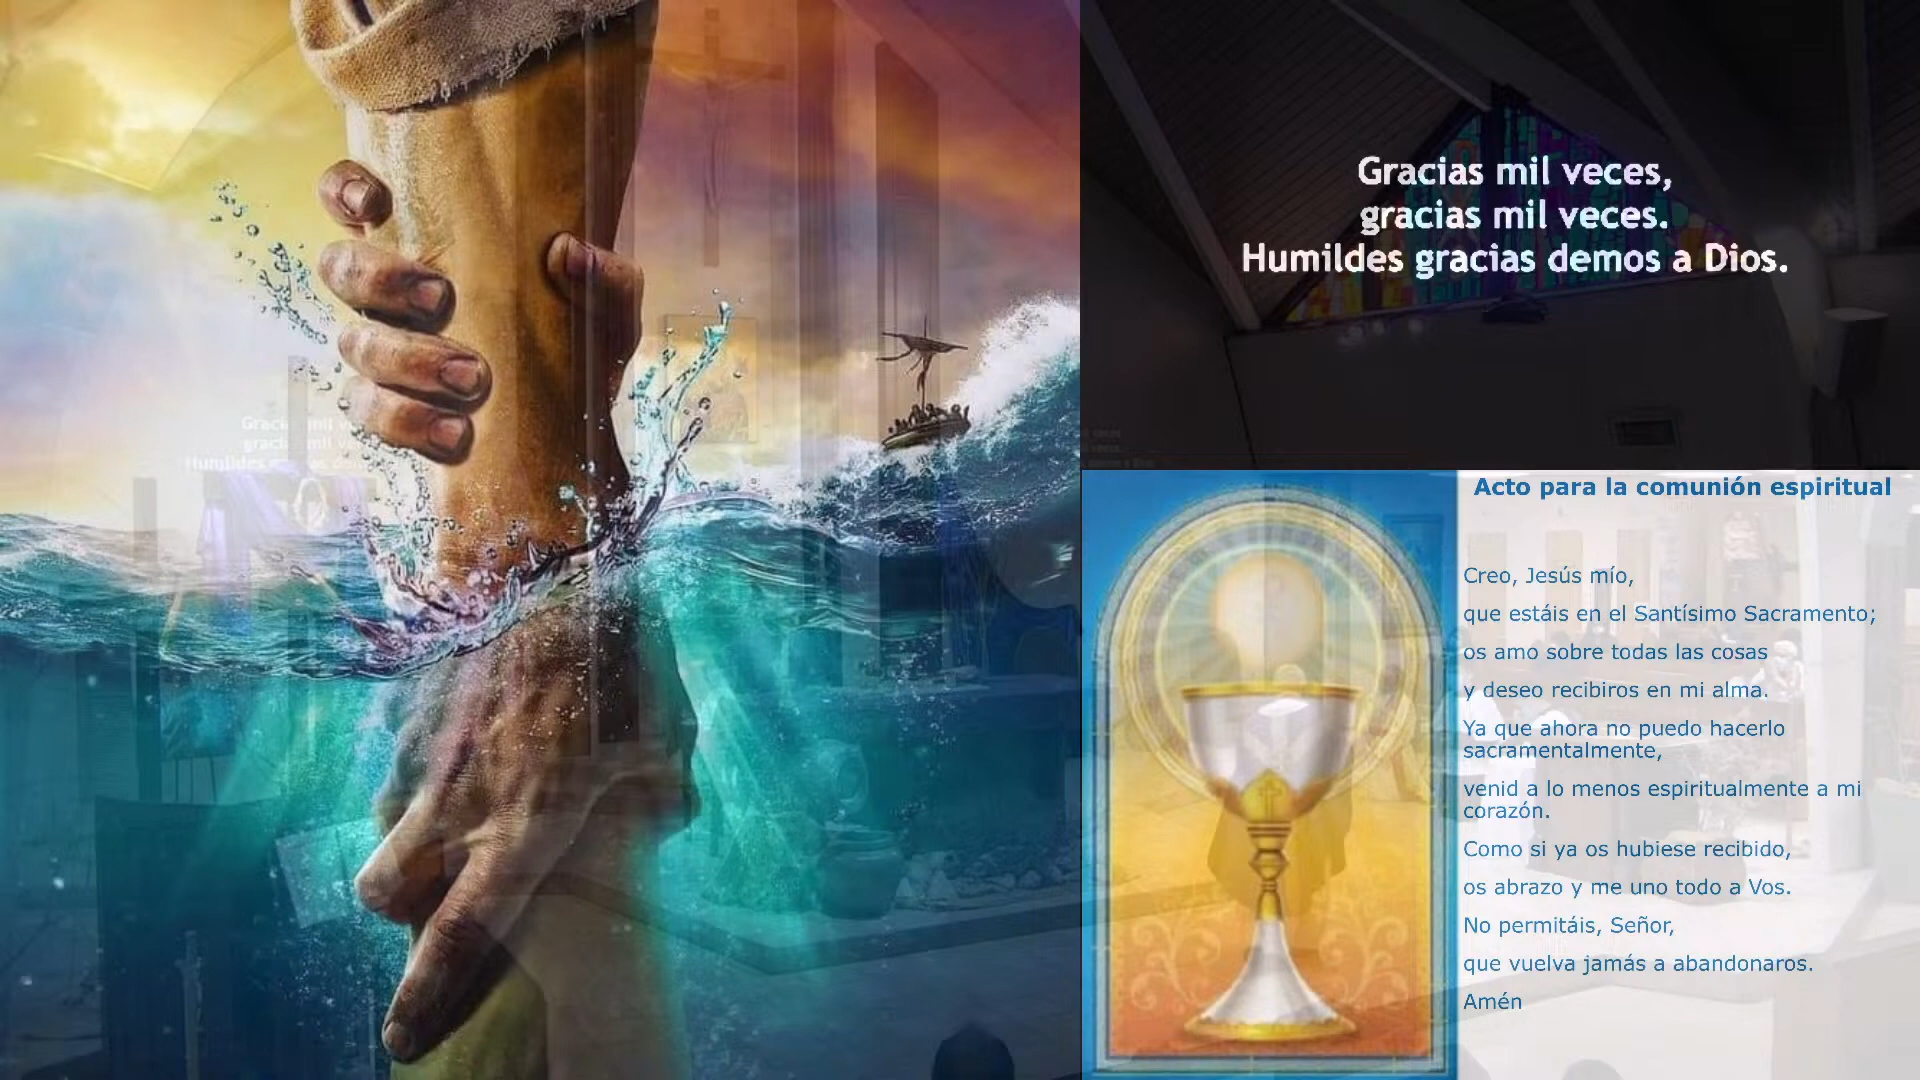 Gracias mil veces,
gracias mil veces.
Humildes gracias demos a Dios.
Acto para la comunión espiritual
Creo, Jesús mío,
que estáis en el Santísimo Sacramento;
os amo sobre todas las cosas
y deseo recibiros en mi alma.
Ya que ahora no puedo hacerlo
sacramentalmente,
venid a lo menos espiritualmente a mi
corazón.
Como si ya os hubiese recibido,
os abrazo y me uno todo a Vos.
No permitáis, Señor,
que vuelva jamás a abandonaros.
Amén